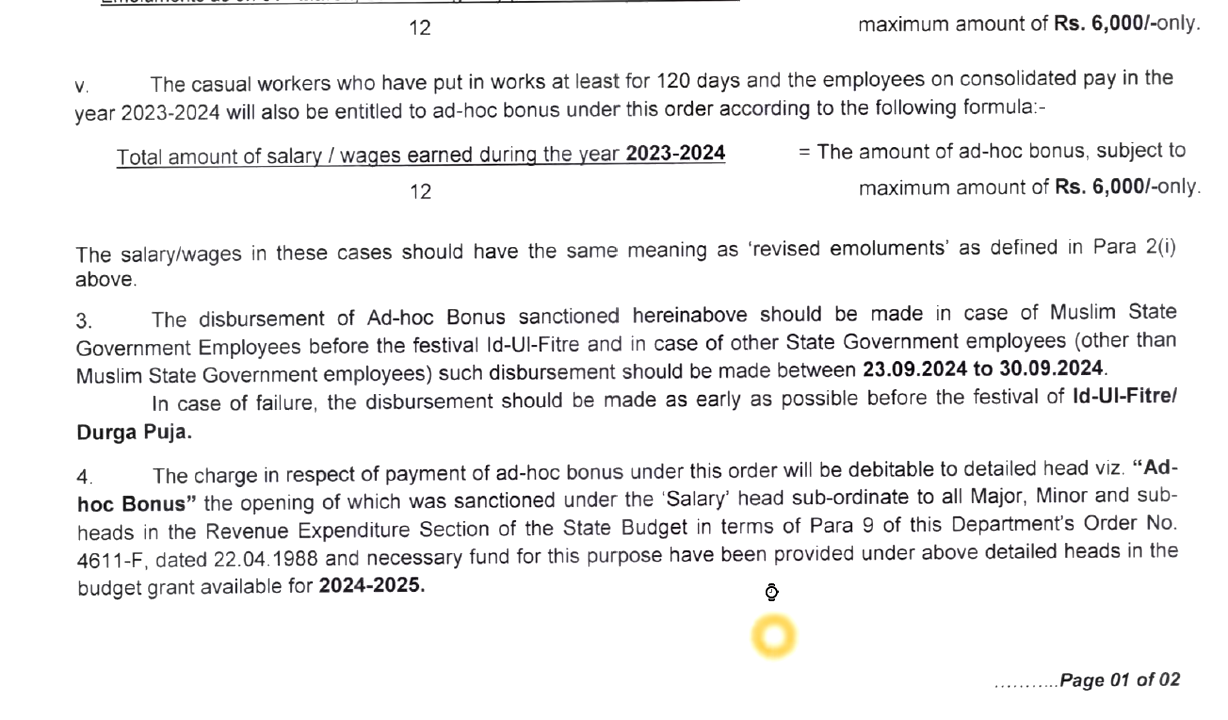 12
maximum amount of Rs. 6,000/-only.
v. The casual workers who have put in works at least for 120 days and the employees on consolidated pay in the
year 2023-2024 will also be entitled to ad-hoc bonus under this order according to the following formula:-
Total amount of salary / wages earned during the year 2023-2024 = The amount of ad-hoc bonus, subject to
12 maximum amount of Rs. 6,000/-only.
The salary/wages in these cases should have the same meaning as ‘revised emoluments’ as defined in Para 2(i)
above.
3. The disbursement of Ad-hoc Bonus sanctioned hereinabove should be made in case of Muslim State
Government Employees before the festival Id-Ul-Fitre and in case of other State Government employees (other than
Muslim State Government employees) such disbursement should be made between 23.09.2024 to 30.09.2024.
In case of failure, the disbursement should be made as early as possible before the festival of Id-Ul-Fitre/
Durga Puja.
4. The charge in respect of payment of ad-hoc bonus under this order will be debitable to detailed head viz. “Ad-
hoc Bonus” the opening of which was sanctioned under the ‘Salary’ head sub-ordinate to all Major, Minor and sub-
heads in the Revenue Expenditure Section of the State Budget in terms of Para 9 of this Department’s Order No.
4611-F, dated 22.04.1988 and necessary fund for this purpose have been provided under above detailed heads in the
budget grant available for 2024-2025.
...........Page 01 of 02